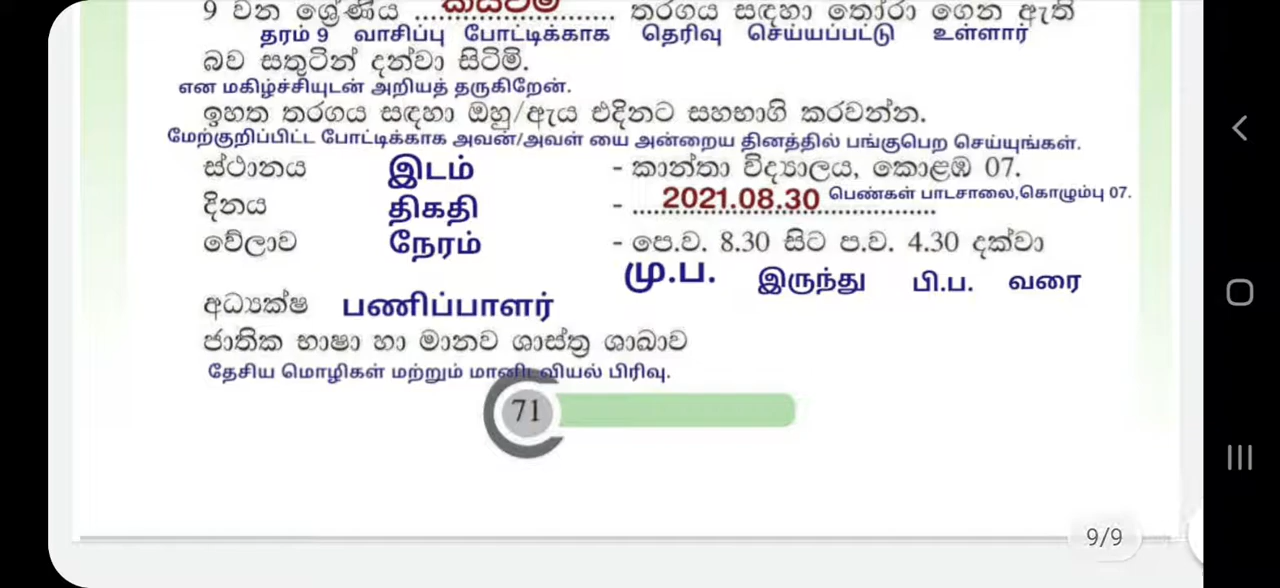 9 වන ශ්‍රේණිය .................... තරගය සඳහා තෝරා ගෙන ඇති
தரம் 9 வாசிப்பு போட்டிக்காக தெரிவு செய்யப்பட்டு உள்ளார்
බව සතුටින් දන්වා සිටිමි.
என மகிழ்ச்சியுடன் அறியத் தருகிறேன்.
ඉහත තරගය සඳහා ඔහු/ඇය එදිනට සහභාගි කරවන්න.
மேற்குறிப்பிட்ட போட்டிக்காக அவன்/அவள் யை அன்றைய தினத்தில் பங்குபெற செய்யுங்கள்.
ස්ථානය இடம் - කාන්තා විද්‍යාලය, කොළඹ 07.
දිනය திகதி - 2021.08.30 பெண்கள் பாடசாலை,கொழும்பு 07.
වේලාව நேரம் - පෙ.ව. 8.30 සිට ප.ව. 4.30 දක්වා
மு.ப. இருந்து பி.ப. வரை
අධ්‍යක්ෂ பணிப்பாளர்
ජාතික භාෂා හා මානව ශාස්ත්‍ර ශාඛාව
தேசிய மொழிகள் மற்றும் மானிடவியல் பிரிவு.
71
9/9